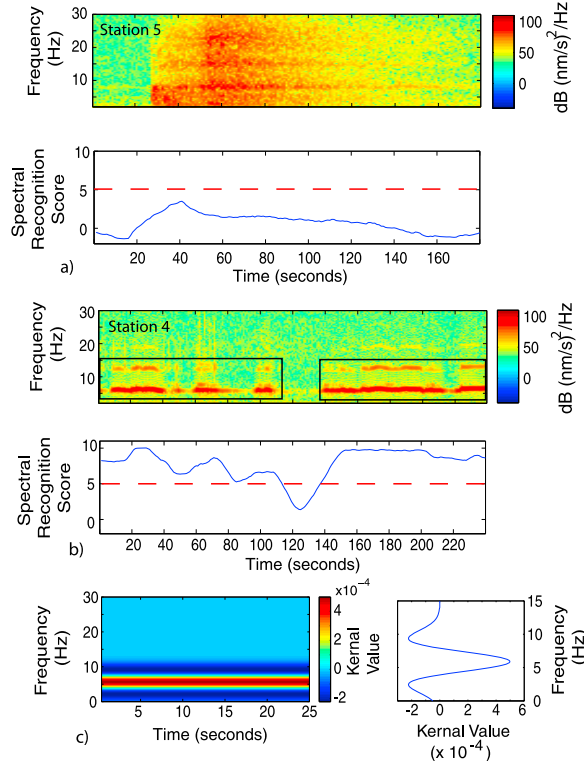 Station 5
30
20
10
Frequency
(Hz)
100
50
0
dB (nm/s)²/Hz
10
5
0
Spectral
Recognition
Score
20 40 60 80 100 120 140 160
Time (seconds)
a)
Station 4
30
20
10
Frequency
(Hz)
100
50
0
dB (nm/s)²/Hz
10
5
0
Spectral
Recognition
Score
20 40 60 80 100 120 140 160 180 200 220
Time (seconds)
b)
x10⁻⁴
30
20
10
0
Frequency
(Hz)
5 10 15 20 25
Time (seconds)
4
2
0
-2
Kernal
Value
c)
15
10
5
0
Frequency
(Hz)
-2 0 2 4 6
Kernal Value
(x 10⁻⁴)